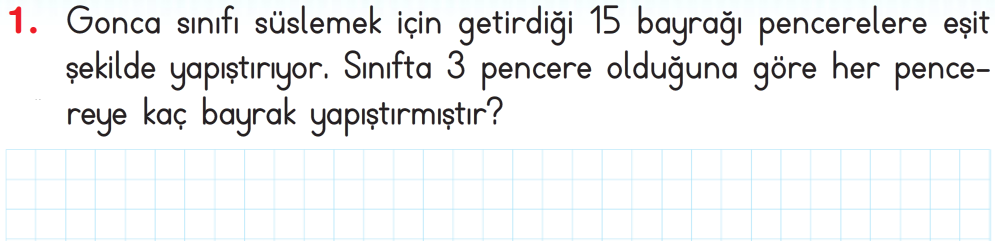 1. Gonca sınıfı süslemek için getirdiği 15 bayrağı pencerelere eşit
şekilde yapıştırıyor. Sınıfta 3 pencere olduğuna göre her pence-
reye kaç bayrak yapıştırmıştır?